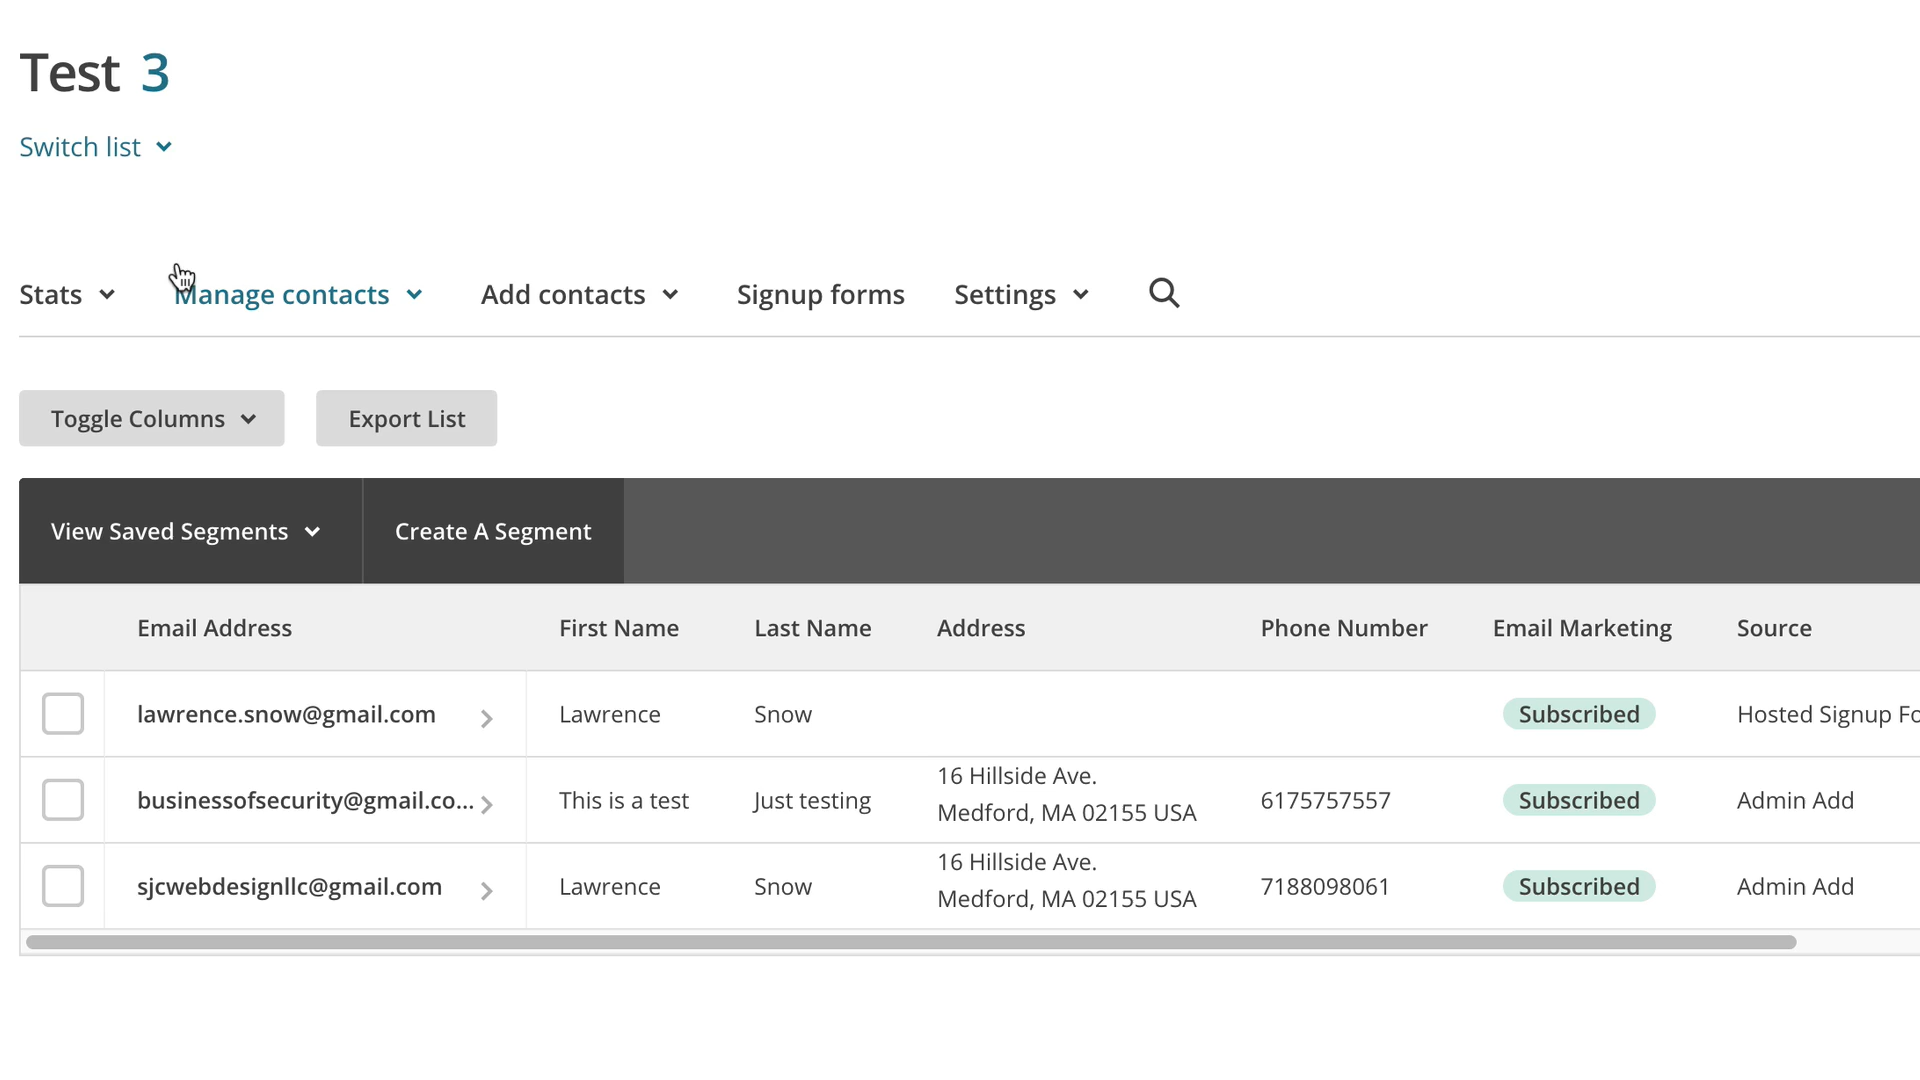 Test 3
Switch list
Stats Manage contacts Add contacts Signup forms Settings
Toggle Columns Export List
View Saved Segments Create A Segment
Email Address First Name Last Name Address Phone Number Email Marketing Source
lawrence.snow@gmail.com Lawrence Snow Subscribed Hosted Signup Fo
businessofsecurity@gmail.co... This is a test Just testing 16 Hillside Ave.
Medford, MA 02155 USA 6175757557 Subscribed Admin Add
sjcwebdesignllc@gmail.com Lawrence Snow 16 Hillside Ave.
Medford, MA 02155 USA 7188098061 Subscribed Admin Add